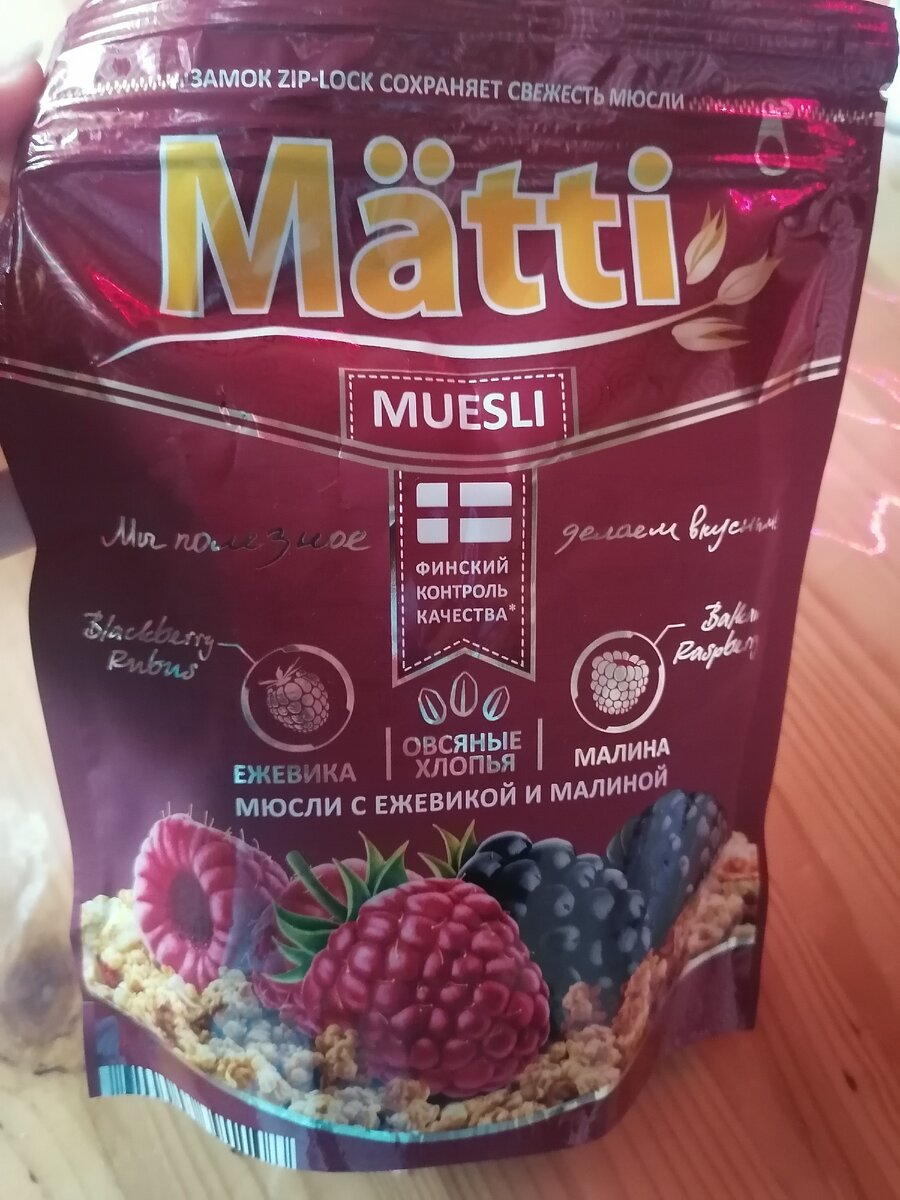 ЗАМОК ZIP-LOCK СОХРАНЯЕТ СВЕЖЕСТЬ МЮСЛИ
Mätti
MUESLI
Мы полезное делаем вкусным
ФИНСКИЙ
КОНТРОЛЬ
КАЧЕСТВА*
Blackberry
Rubus
Raspberry
ЕЖЕВИКА
ОВСЯНЫЕ
ХЛОПЬЯ
МАЛИНА
МЮСЛИ С ЕЖЕВИКОЙ И МАЛИНОЙ